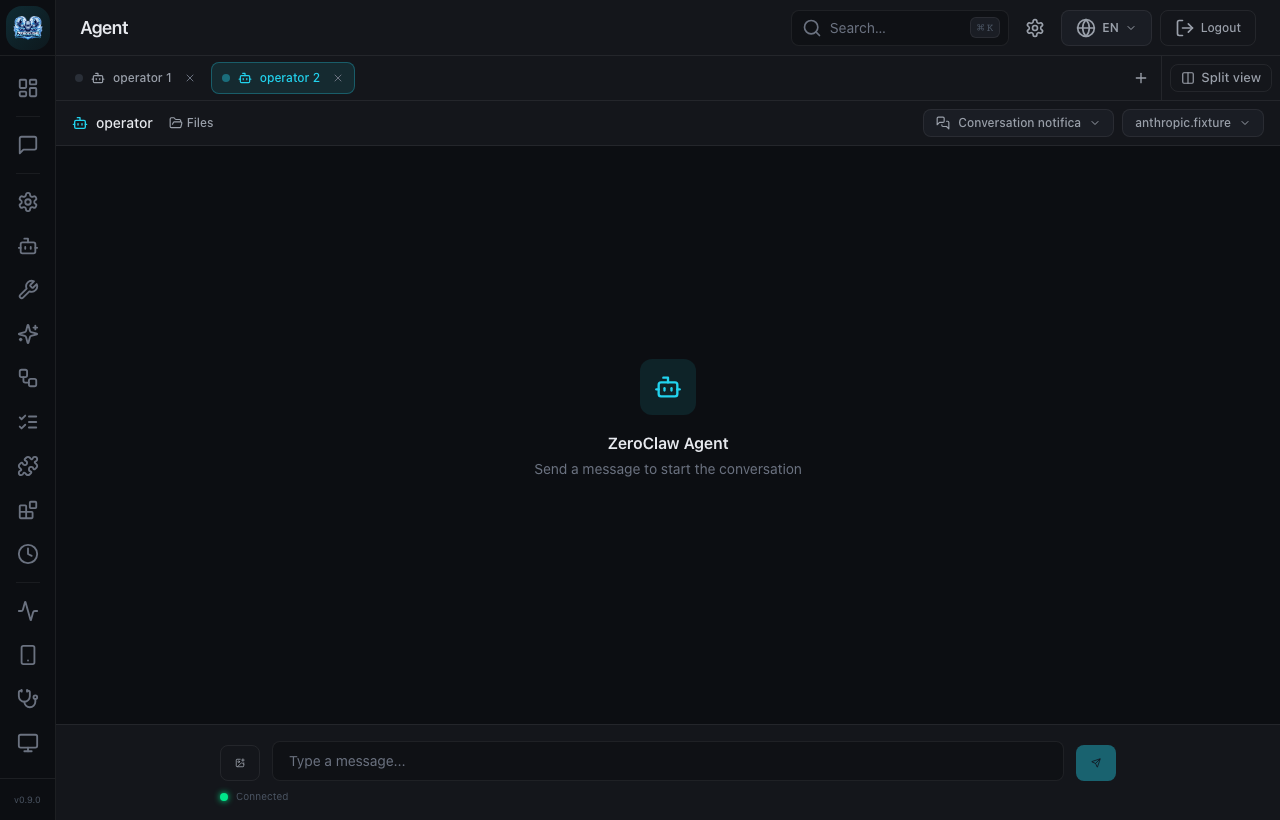 Agent
Search...
⌘ K
EN
Logout
operator 1
operator 2
Split view
operator
Files
Conversation notifica
anthropic.fixture
ZeroClaw Agent
Send a message to start the conversation
Type a message...
Connected
v0.9.0